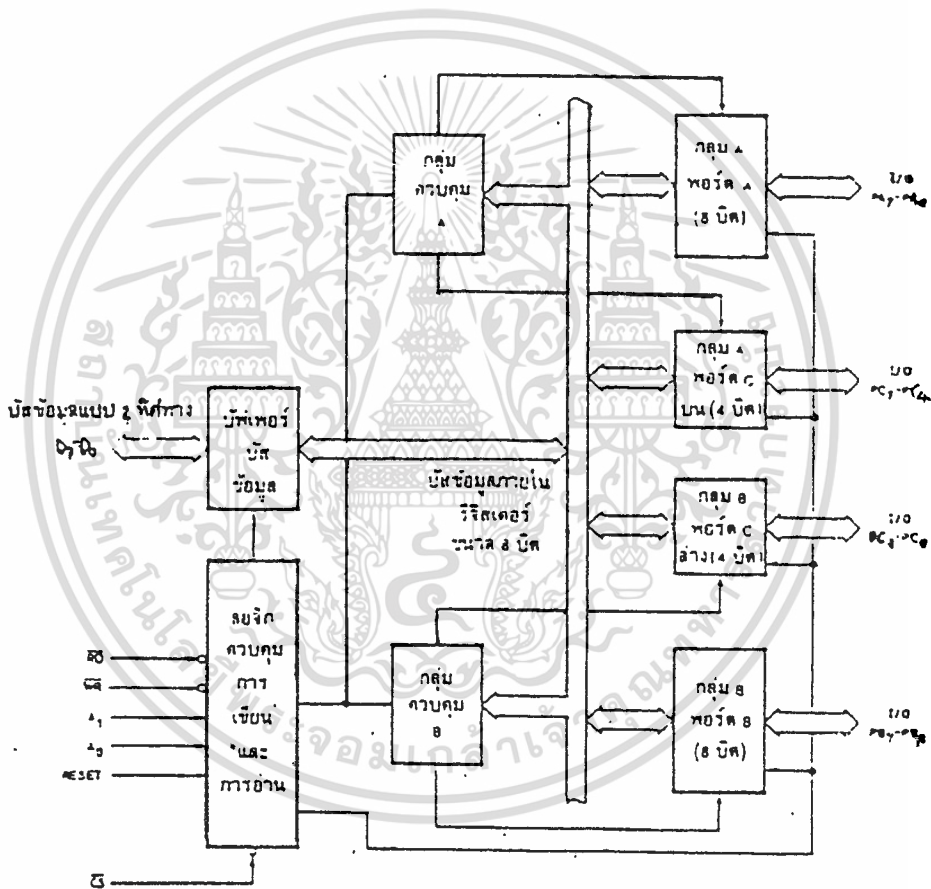 กลุ่ม
ควบคุม
A
กลุ่ม A
พอร์ต A
(8 บิต)
I/O
PA₇-PA₀
กลุ่ม A
พอร์ต C
บน (4 บิต)
I/O
PC₇-PC₄
บัสข้อมูลแบบ 2 ทิศทาง
D₇-D₀
บัฟเฟอร์
บัส
ข้อมูล
บัสข้อมูลภายใน
รีจิสเตอร์
ขนาด 8 บิต
กลุ่ม B
พอร์ต C
ล่าง (4 บิต)
I/O
PC₃-PC₀
ลอจิก
ควบคุม
การ
เขียน
และ
การอ่าน
R̅D̅
W̅R̅
A₁
A₀
RESET
C̅S̅
กลุ่ม
ควบคุม
B
กลุ่ม B
พอร์ต B
(8 บิต)
I/O
PB₇-PB₀